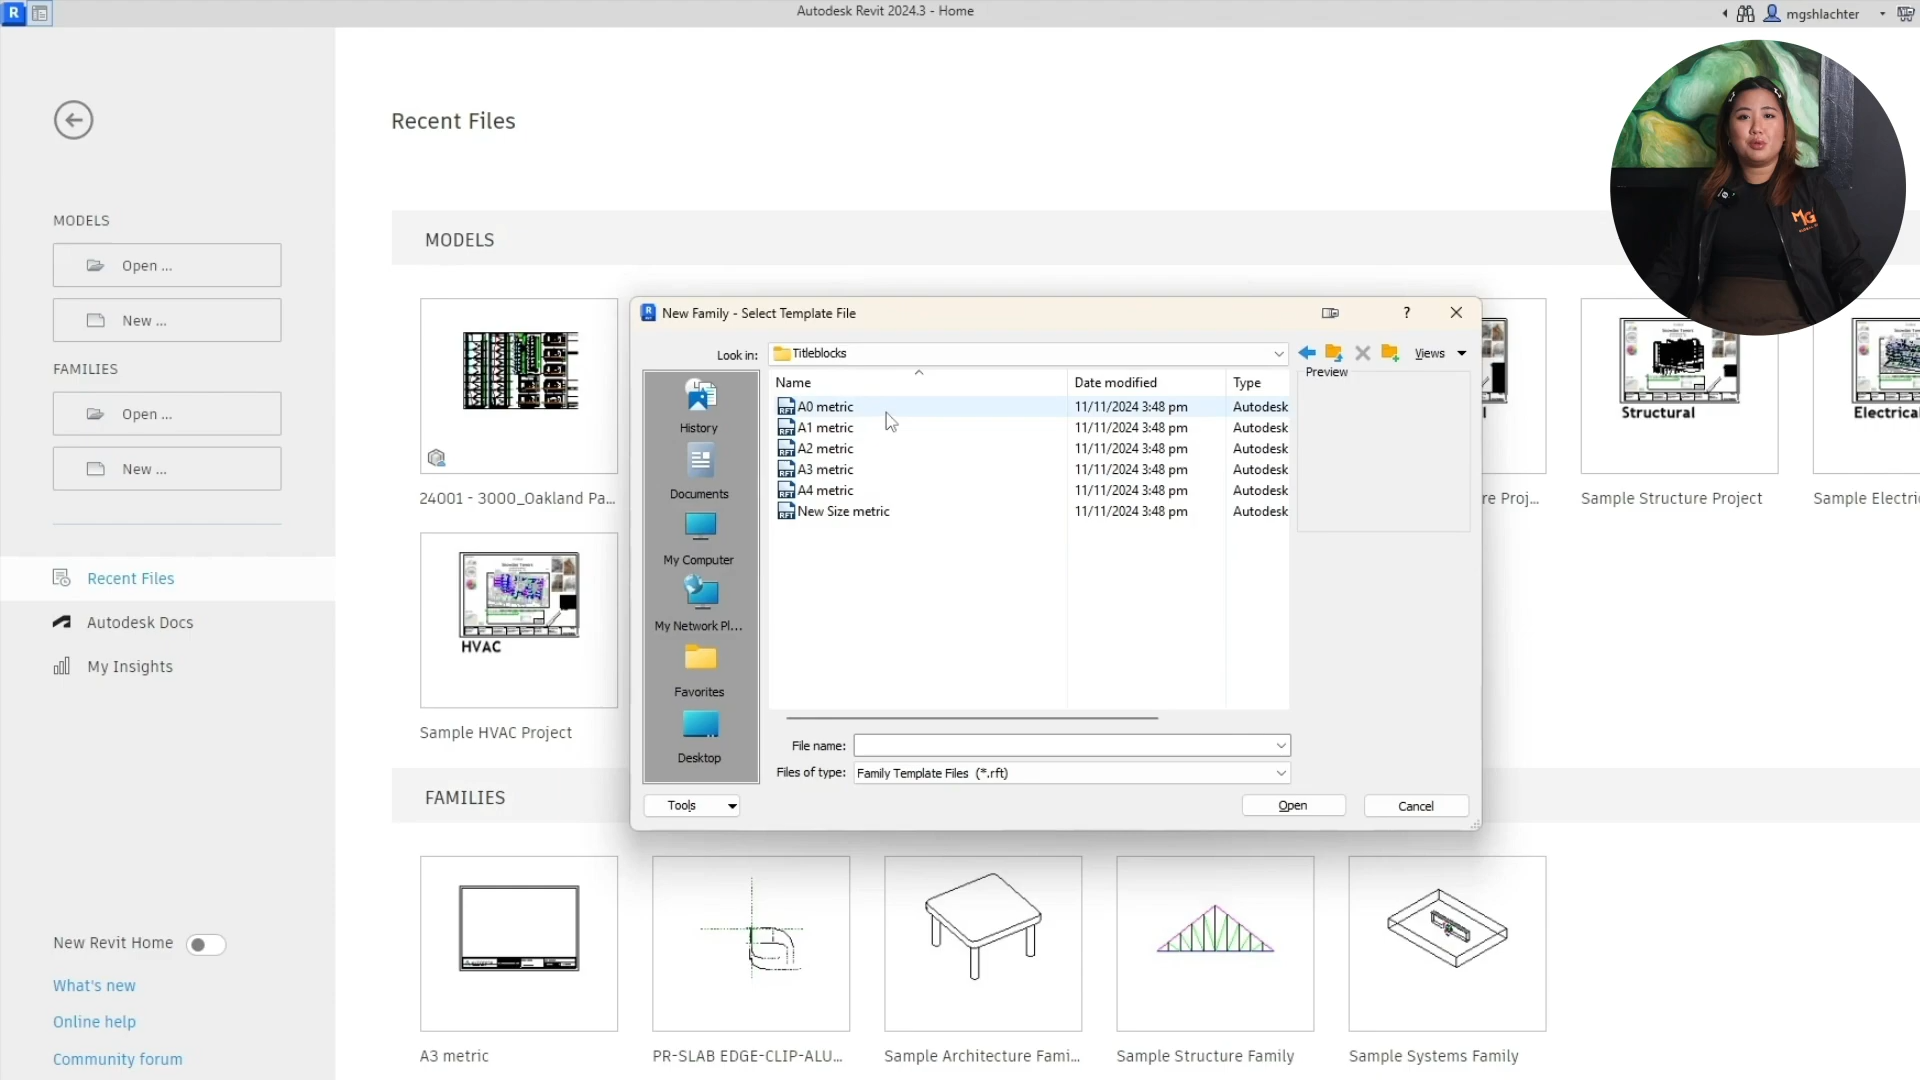 R
Autodesk Revit 2024.3 - Home
mgshlachter
Recent Files
MODELS
Open ...
New ...
FAMILIES
Open ...
New ...
Recent Files
Autodesk Docs
My Insights
New Revit Home
What's new
Online help
Community forum
MODELS
24001 - 3000_Oakland Pa...
re Proj...
Structural
Sample Structure Project
Electrical
Sample Electric
HVAC
Sample HVAC Project
New Family - Select Template File
?
Look in:
Titleblocks
Views
History
Documents
My Computer
My Network Pl...
Favorites
Desktop
Name
Date modified
Type
A0 metric 11/11/2024 3:48 pm Autodesk
A1 metric 11/11/2024 3:48 pm Autodesk
A2 metric 11/11/2024 3:48 pm Autodesk
A3 metric 11/11/2024 3:48 pm Autodesk
A4 metric 11/11/2024 3:48 pm Autodesk
New Size metric 11/11/2024 3:48 pm Autodesk
Preview
File name:
Files of type:
Family Template Files (*.rft)
Tools
Open
Cancel
FAMILIES
A3 metric
PR-SLAB EDGE-CLIP-ALU...
Sample Architecture Fami...
Sample Structure Family
Sample Systems Family
MG